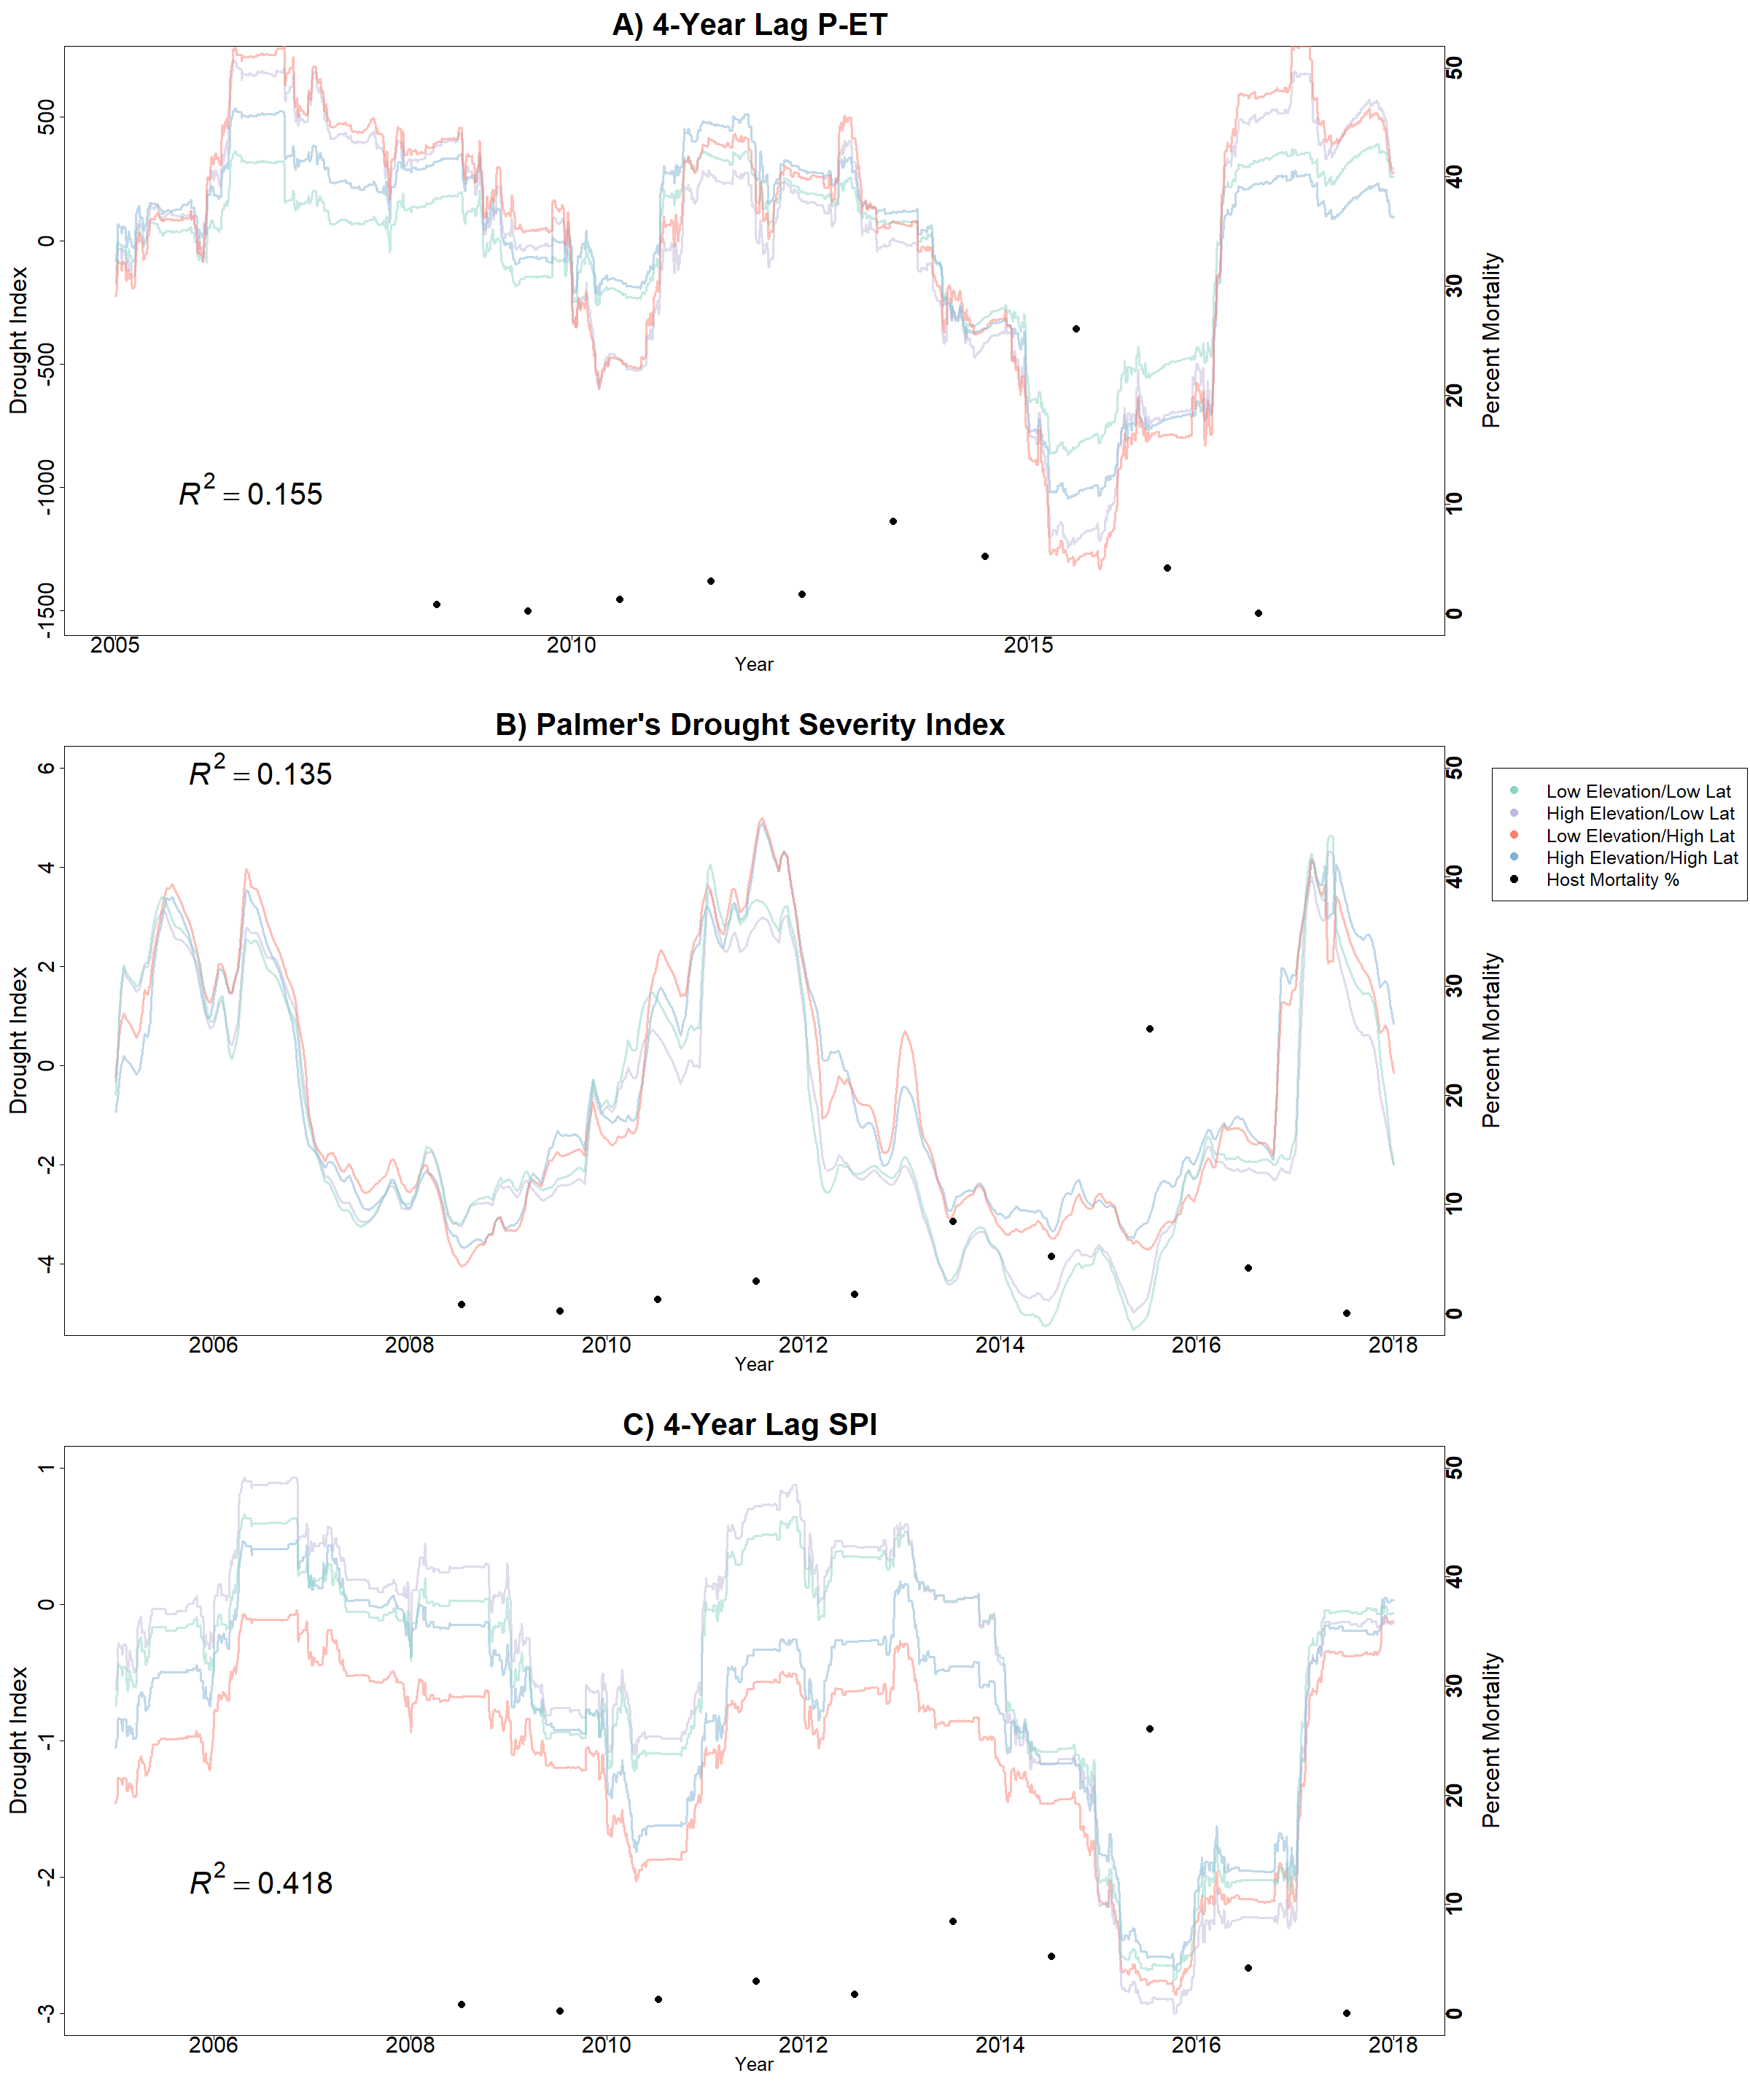 A) 4-Year Lag P-ET
Drought Index
500
0
-500
-1000
-1500
50
40
30
20
10
0
Percent Mortality
R² = 0.155
2005
2010
2015
Year
B) Palmer's Drought Severity Index
Drought Index
6
4
2
0
-2
-4
50
40
30
20
10
0
Percent Mortality
R² = 0.135
2006
2008
2010
2012
2014
2016
2018
Year
Low Elevation/Low Lat
High Elevation/Low Lat
Low Elevation/High Lat
High Elevation/High Lat
Host Mortality %
C) 4-Year Lag SPI
Drought Index
1
0
-1
-2
-3
50
40
30
20
10
0
Percent Mortality
R² = 0.418
2006
2008
2010
2012
2014
2016
2018
Year